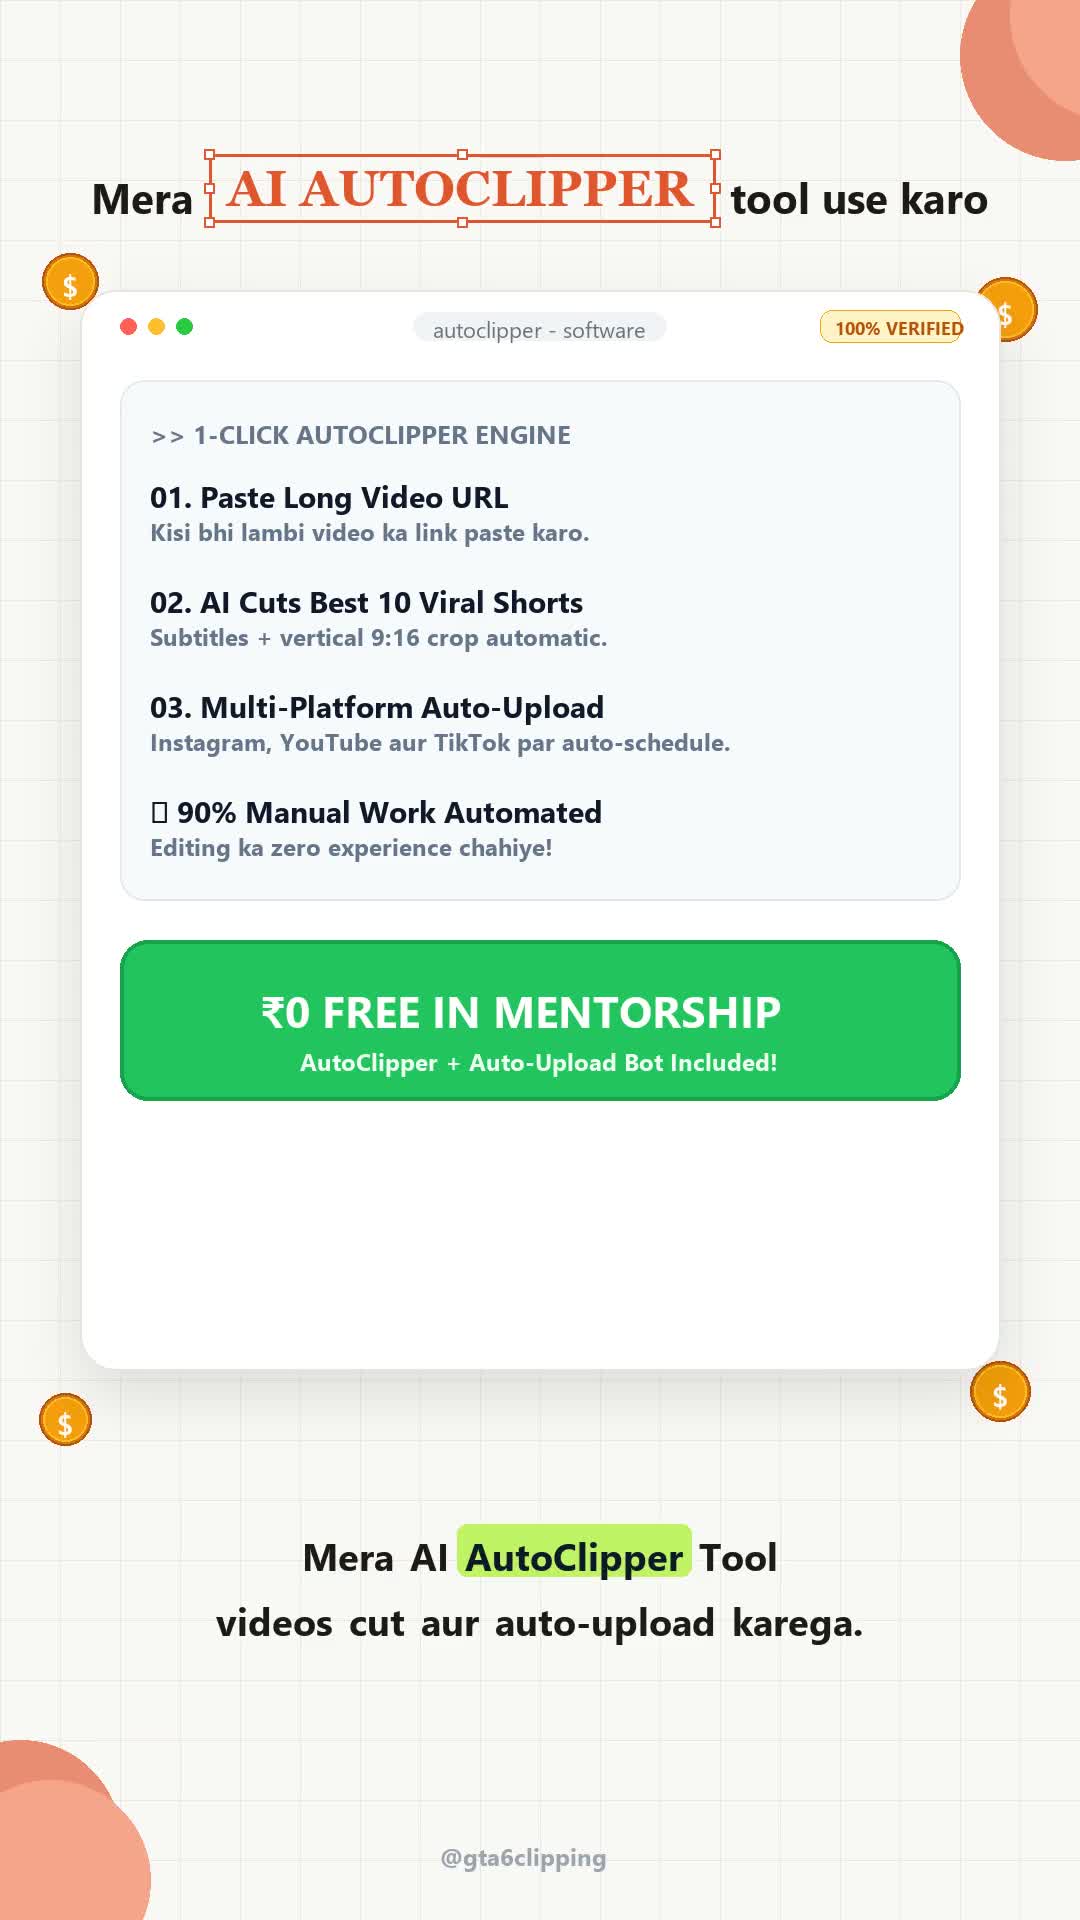 Mera AI AUTOCLIPPER tool use karo
$
$
autoclipper - software
100% VERIFIED
>> 1-CLICK AUTOCLIPPER ENGINE
01. Paste Long Video URL
Kisi bhi lambi video ka link paste karo.
02. AI Cuts Best 10 Viral Shorts
Subtitles + vertical 9:16 crop automatic.
03. Multi-Platform Auto-Upload
Instagram, YouTube aur TikTok par auto-schedule.
90% Manual Work Automated
Editing ka zero experience chahiye!
₹0 FREE IN MENTORSHIP
AutoClipper + Auto-Upload Bot Included!
$
$
Mera AI AutoClipper Tool
videos cut aur auto-upload karega.
@gta6clipping